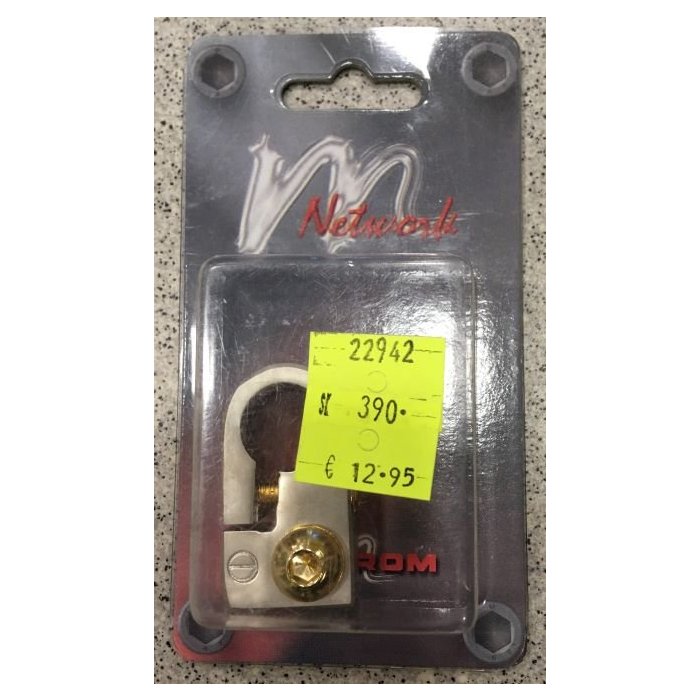 m
Network
22942
SK 390.
€ 12.95
ROM